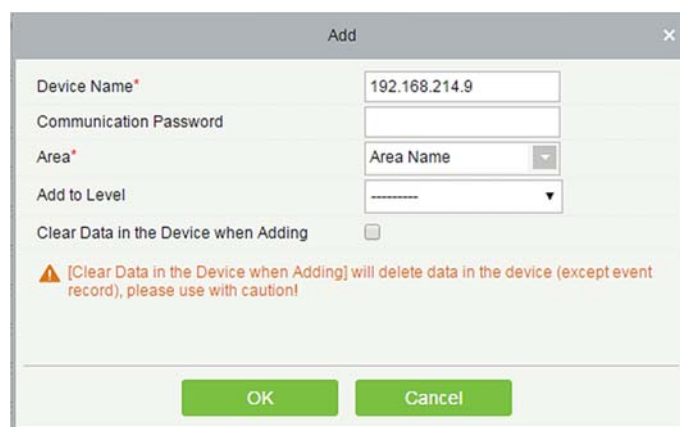 Add
Device Name* 192.168.214.9
Communication Password
Area* Area Name
Add to Level ---------
Clear Data in the Device when Adding
[Clear Data in the Device when Adding] will delete data in the device (except event
record), please use with caution!
OK Cancel